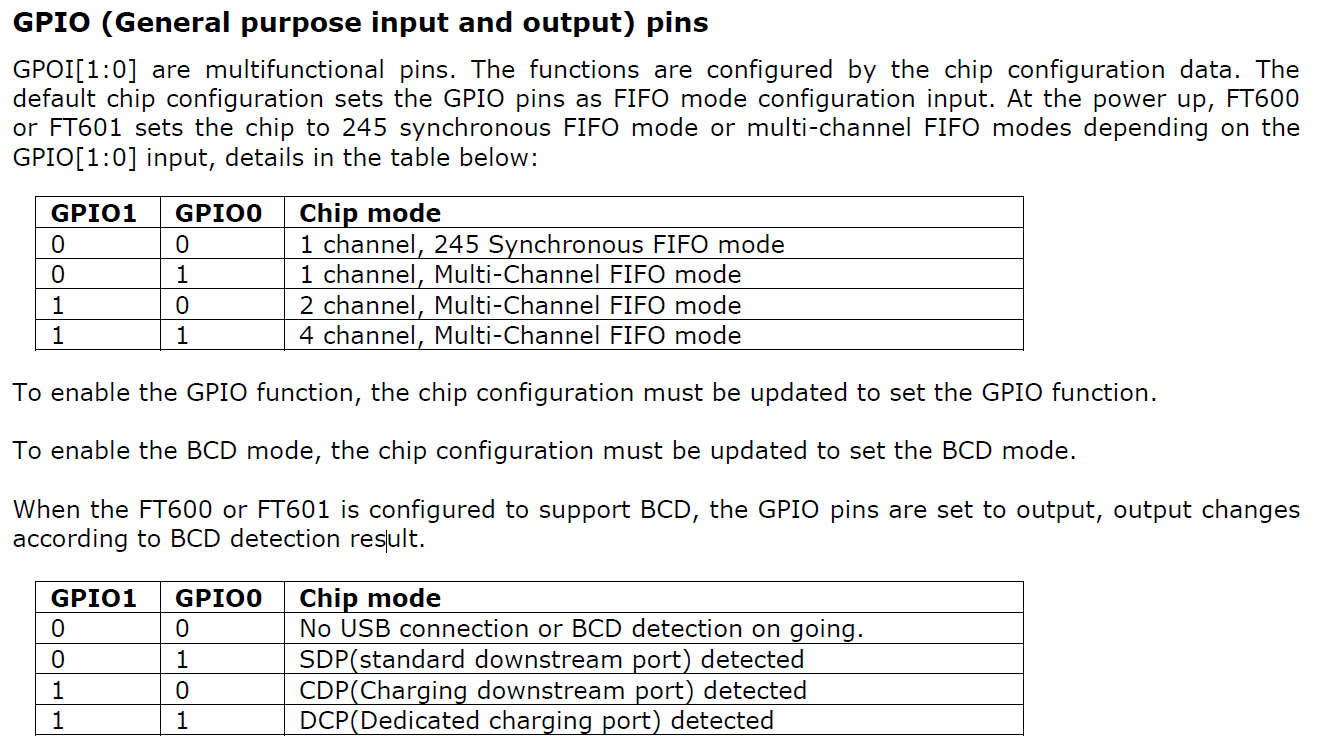 GPIO (General purpose input and output) pins
GPOI[1:0] are multifunctional pins. The functions are configured by the chip configuration data. The
default chip configuration sets the GPIO pins as FIFO mode configuration input. At the power up, FT600
or FT601 sets the chip to 245 synchronous FIFO mode or multi-channel FIFO modes depending on the
GPIO[1:0] input, details in the table below:
GPIO1 GPIO0 Chip mode
0 0 1 channel, 245 Synchronous FIFO mode
0 1 1 channel, Multi-Channel FIFO mode
1 0 2 channel, Multi-Channel FIFO mode
1 1 4 channel, Multi-Channel FIFO mode
To enable the GPIO function, the chip configuration must be updated to set the GPIO function.
To enable the BCD mode, the chip configuration must be updated to set the BCD mode.
When the FT600 or FT601 is configured to support BCD, the GPIO pins are set to output, output changes
according to BCD detection result.
GPIO1 GPIO0 Chip mode
0 0 No USB connection or BCD detection on going.
0 1 SDP(standard downstream port) detected
1 0 CDP(Charging downstream port) detected
1 1 DCP(Dedicated charging port) detected